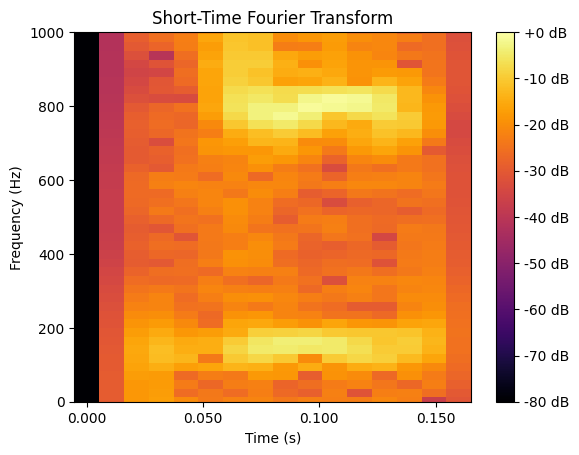 Short-Time Fourier Transform
1000
800
600
400
200
0
Frequency (Hz)
0.000
0.050
0.100
0.150
Time (s)
+0 dB
-10 dB
-20 dB
-30 dB
-40 dB
-50 dB
-60 dB
-70 dB
-80 dB